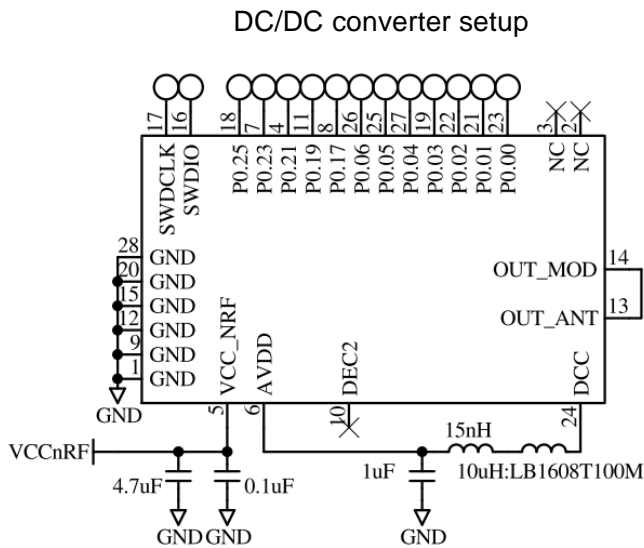 DC/DC converter setup
17 16 18 7 4 11 8 26 25 27 19 22 21 23 3 2
SWDCLK SWDIO P0.25 P0.23 P0.21 P0.19 P0.17 P0.06 P0.05 P0.04 P0.03 P0.02 P0.01 P0.00 NC NC
28 GND
20 GND
15 GND
12 GND
9 GND
1 GND
GND
OUT_MOD 14
OUT_ANT 13
VCC_NRF AVDD DEC2 DCC
5 6 10 24
VCCnRF
15nH
4.7uF 0.1uF 1uF 10uH:LB1608T100M
GND GND GND